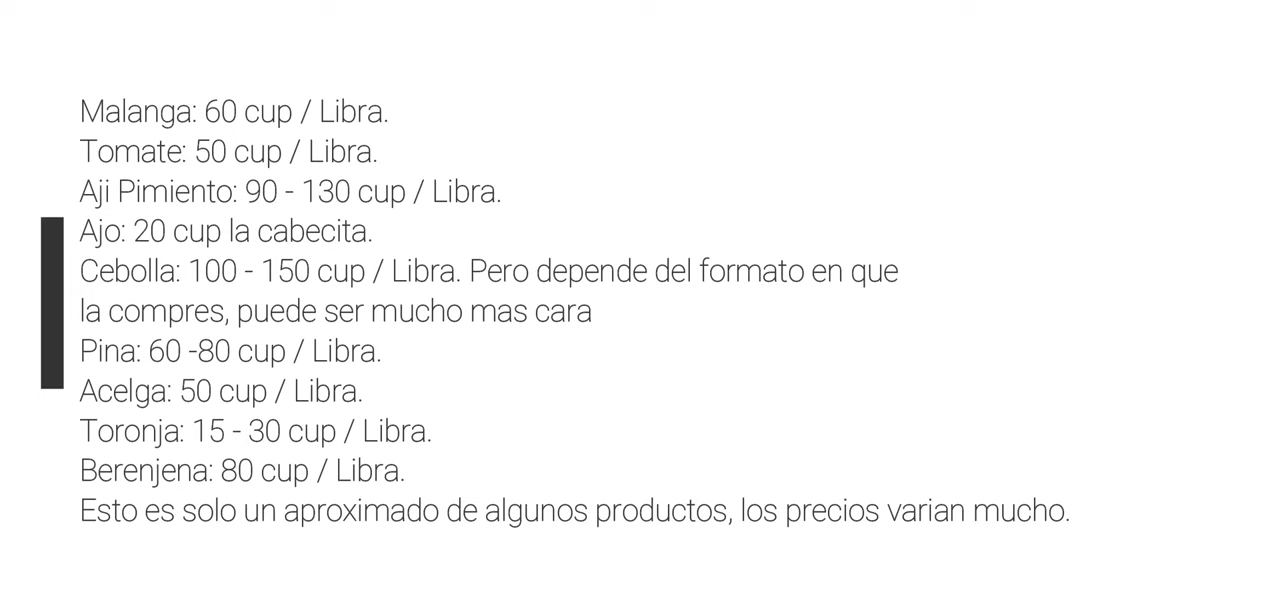 Malanga: 60 cup / Libra.
Tomate: 50 cup / Libra.
Aji Pimiento: 90 - 130 cup / Libra.
Ajo: 20 cup la cabecita.
Cebolla: 100 - 150 cup / Libra. Pero depende del formato en que
la compres, puede ser mucho mas cara
Pina: 60 -80 cup / Libra.
Acelga: 50 cup / Libra.
Toronja: 15 - 30 cup / Libra.
Berenjena: 80 cup / Libra.
Esto es solo un aproximado de algunos productos, los precios varian mucho.